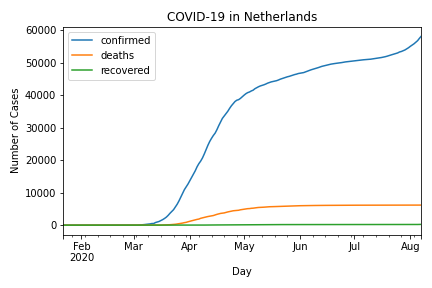 COVID-19 in Netherlands
60000
50000
40000
30000
20000
10000
0
Number of Cases
confirmed
deaths
recovered
Feb Mar Apr May Jun Jul Aug
2020
Day